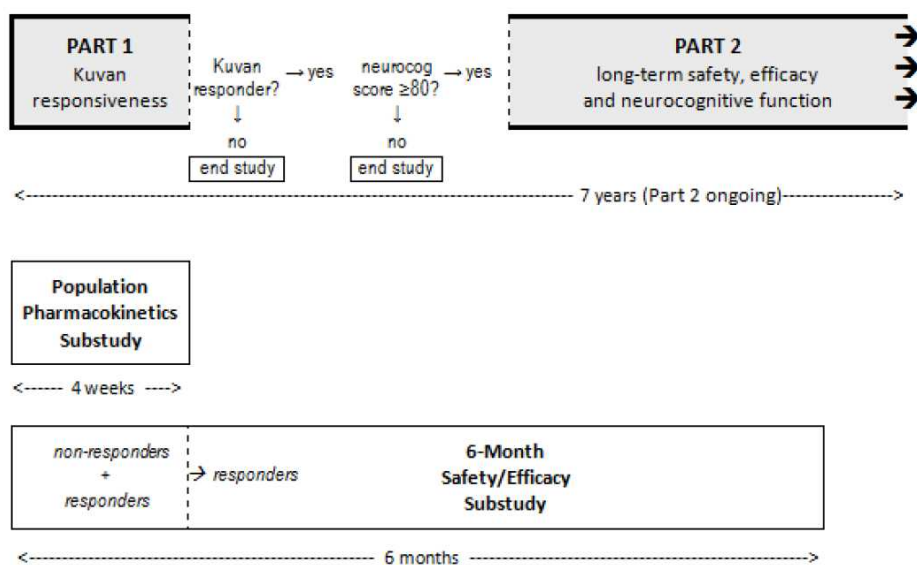 PART 1
Kuvan
responsiveness
Kuvan
responder?
→ yes
↓
no
end study
neurocog
score ≥80?
→ yes
↓
no
end study
PART 2
long-term safety, efficacy
and neurocognitive function
7 years (Part 2 ongoing)
Population
Pharmacokinetics
Substudy
4 weeks
non-responders
+
responders
→ responders
6-Month
Safety/Efficacy
Substudy
6 months